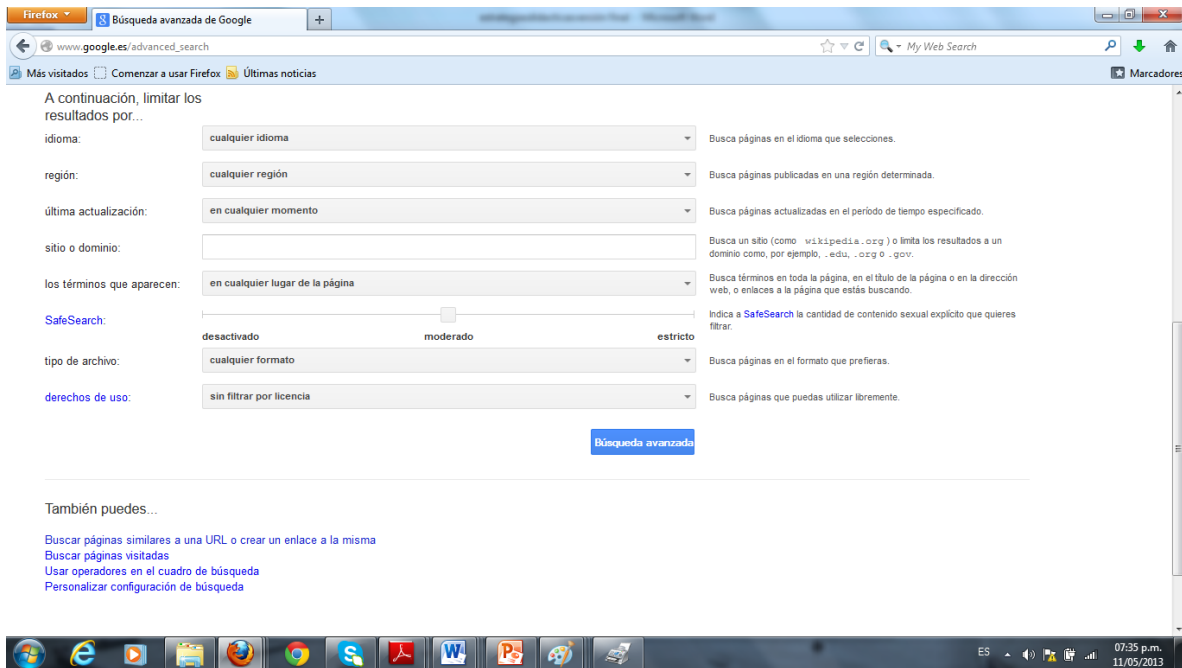 Firefox
Búsqueda avanzada de Google
+
www.google.es/advanced_search
My Web Search
Más visitados
Comenzar a usar Firefox
Últimas noticias
Marcadores
A continuación, limitar los
resultados por...
idioma:
cualquier idioma
Busca páginas en el idioma que selecciones.
región:
cualquier región
Busca páginas publicadas en una región determinada.
última actualización:
en cualquier momento
Busca páginas actualizadas en el período de tiempo especificado.
sitio o dominio:
Busca un sitio (como wikipedia.org ) o limita los resultados a un
dominio como, por ejemplo, .edu, .org o .gov.
los términos que aparecen:
en cualquier lugar de la página
Busca términos en toda la página, en el título de la página o en la dirección
web, o enlaces a la página que estás buscando.
SafeSearch:
desactivado
moderado
estricto
Indica a SafeSearch la cantidad de contenido sexual explícito que quieres
filtrar.
tipo de archivo:
cualquier formato
Busca páginas en el formato que prefieras.
derechos de uso:
sin filtrar por licencia
Busca páginas que puedas utilizar libremente.
Búsqueda avanzada
También puedes...
Buscar páginas similares a una URL o crear un enlace a la misma
Buscar páginas visitadas
Usar operadores en el cuadro de búsqueda
Personalizar configuración de búsqueda
ES
07:35 p.m.
11/05/2013